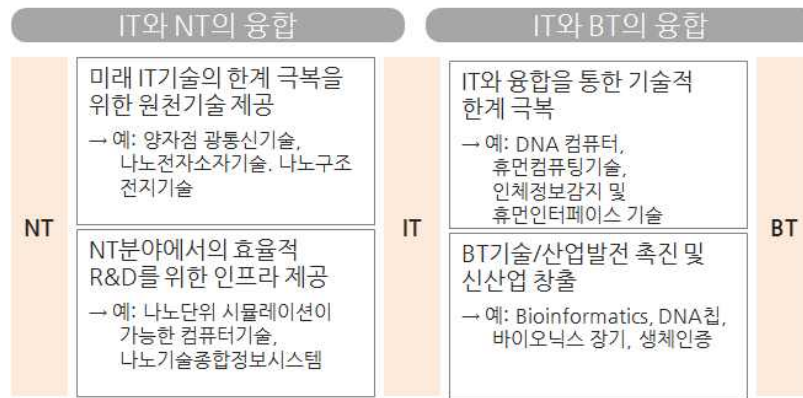 IT와 NT의 융합
IT와 BT의 융합
NT
미래 IT기술의 한계 극복을
위한 원천기술 제공
→ 예: 양자점 광통신기술,
나노전자소자기술. 나노구조
전지기술
NT분야에서의 효율적
R&D를 위한 인프라 제공
→ 예: 나노단위 시뮬레이션이
가능한 컴퓨터기술,
나노기술종합정보시스템
IT
IT와 융합을 통한 기술적
한계 극복
→ 예: DNA 컴퓨터,
휴먼컴퓨팅기술,
인체정보감지 및
휴먼인터페이스 기술
BT기술/산업발전 촉진 및
신산업 창출
→ 예: Bioinformatics, DNA칩,
바이오닉스 장기, 생체인증
BT